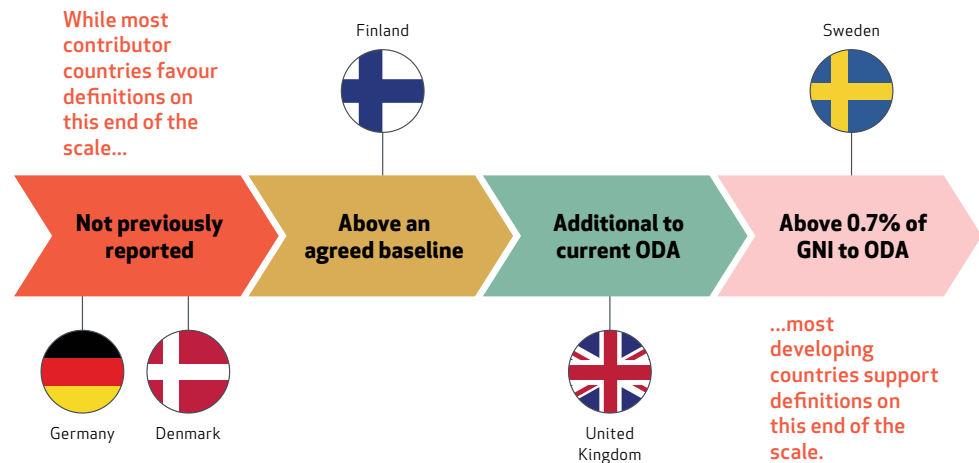 While most
contributor
countries favour
definitions on
this end of the
scale...
Finland
Sweden
Not previously
reported
Above an
agreed baseline
Additional to
current ODA
Above 0.7% of
GNI to ODA
Germany
Denmark
United
Kingdom
...most
developing
countries support
definitions on
this end of the
scale.